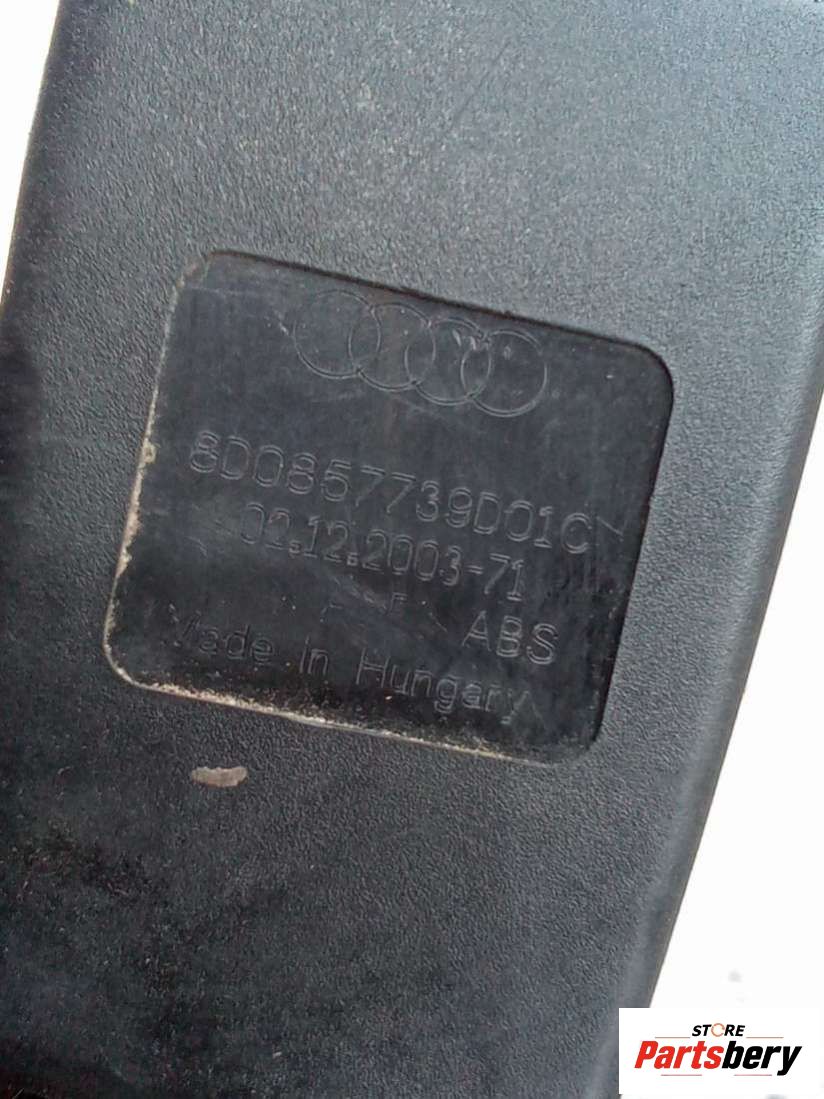 8D0857739D01C
02.12.2003-71
ABS
Made in Hungary
STORE
Partsbery